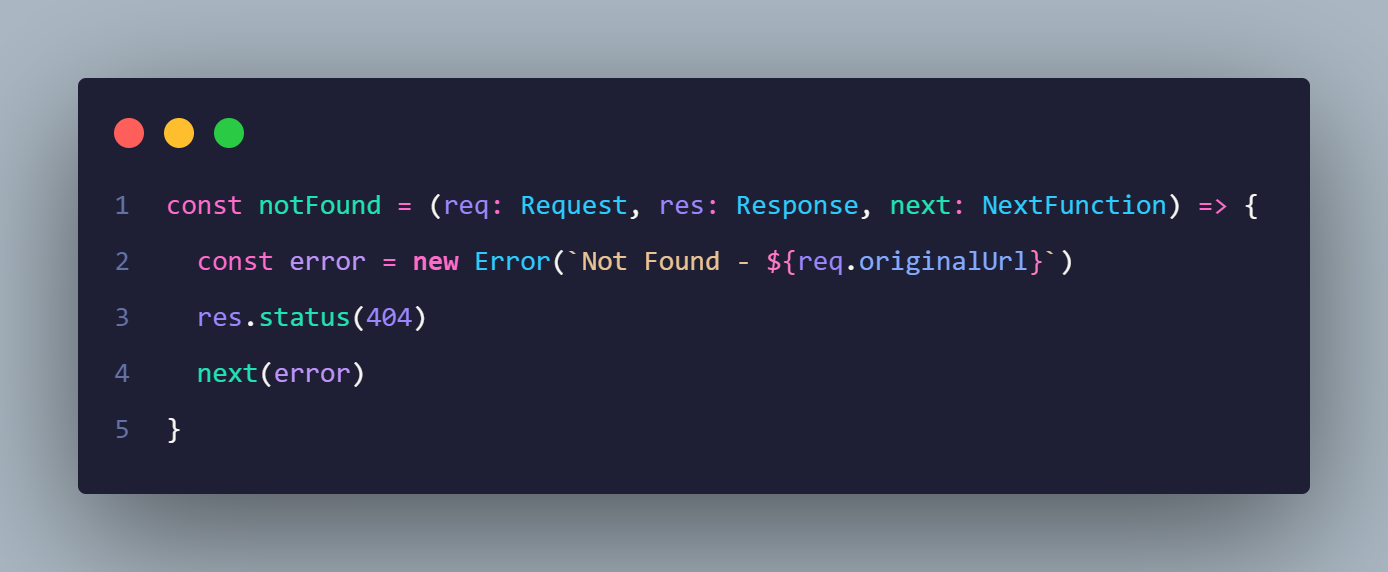 1 const notFound = (req: Request, res: Response, next: NextFunction) => {
2   const error = new Error(`Not Found - ${req.originalUrl}`)
3   res.status(404)
4   next(error)
5 }